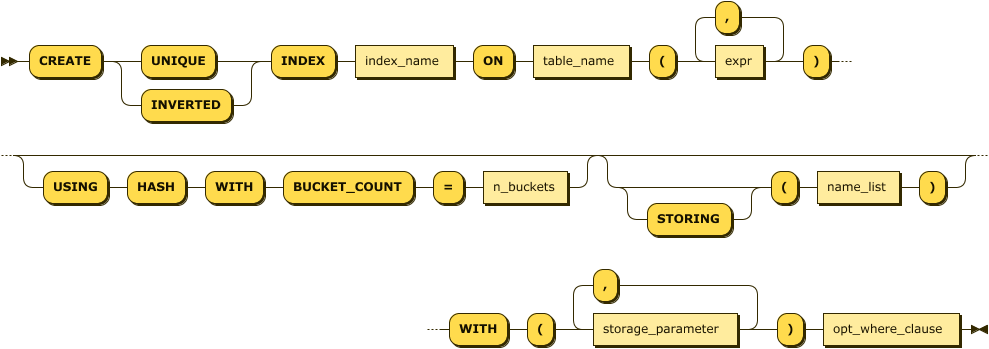 ,
CREATE UNIQUE INDEX index_name ON table_name ( expr )
INVERTED
USING HASH WITH BUCKET_COUNT = n_buckets ( name_list )
STORING
,
WITH ( storage_parameter ) opt_where_clause